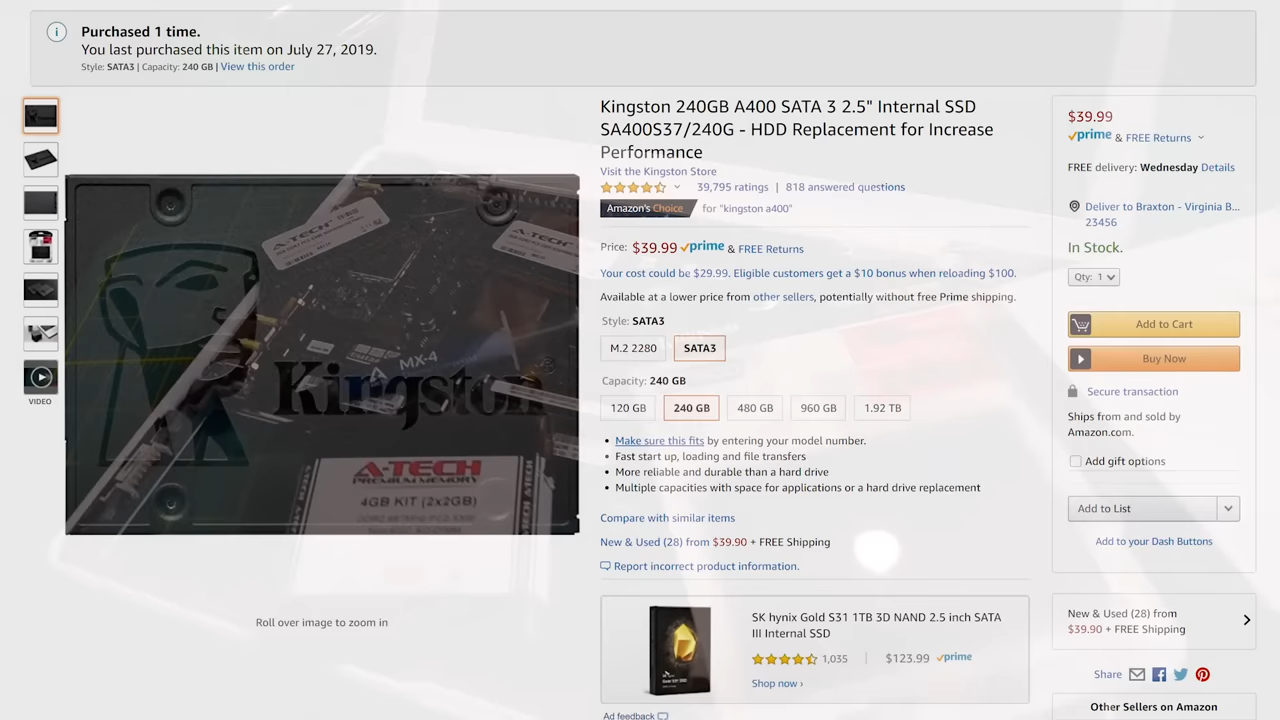 Purchased 1 time.
You last purchased this item on July 27, 2019.
Style: SATA3 | Capacity: 240 GB | View this order
VIDEO
A-TECH
A-TECH
MX-4
Kingston
A-TECH
PREMIUM MEMORY
4GB KIT (2x2GB)
Roll over image to zoom in
Kingston 240GB A400 SATA 3 2.5" Internal SSD
SA400S37/240G - HDD Replacement for Increase
Performance
Visit the Kingston Store
39,795 ratings | 818 answered questions
Amazon's Choice for "kingston a400"
Price: $39.99 prime & FREE Returns
Your cost could be $29.99. Eligible customers get a $10 bonus when reloading $100.
Available at a lower price from other sellers, potentially without free Prime shipping.
Style: SATA3
M.2 2280 SATA3
Capacity: 240 GB
120 GB 240 GB 480 GB 960 GB 1.92 TB
• Make sure this fits by entering your model number.
• Fast start up, loading and file transfers
• More reliable and durable than a hard drive
• Multiple capacities with space for applications or a hard drive replacement
Compare with similar items
New & Used (28) from $39.90 + FREE Shipping
Report incorrect product information.
SK hynix Gold S31 1TB 3D NAND 2.5 inch SATA
III Internal SSD
1,035 | $123.99 prime
Shop now ›
Ad feedback
$39.99
prime & FREE Returns
FREE delivery: Wednesday Details
Deliver to Braxton - Virginia B...
23456
In Stock.
Qty: 1
Add to Cart
Buy Now
Secure transaction
Ships from and sold by
Amazon.com.
Add gift options
Add to List
Add to your Dash Buttons
New & Used (28) from
$39.90 + FREE Shipping
Share
Other Sellers on Amazon